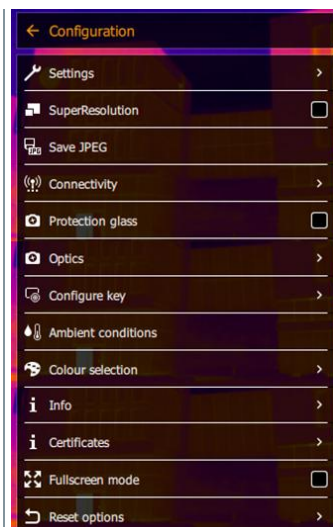 Configuration
Settings
SuperResolution
Save JPEG
Connectivity
Protection glass
Optics
Configure key
Ambient conditions
Colour selection
Info
Certificates
Fullscreen mode
Reset options